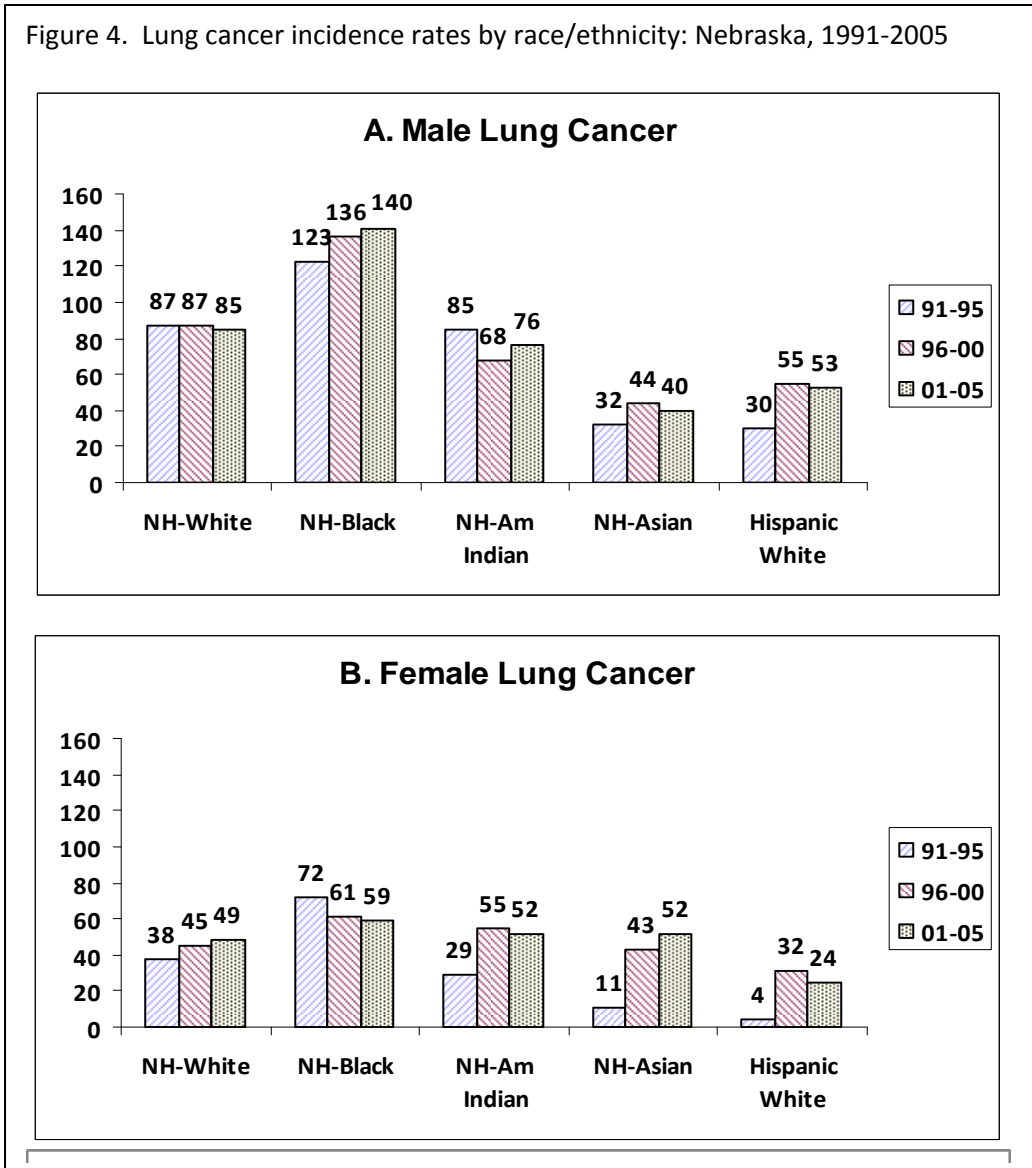 Figure 4. Lung cancer incidence rates by race/ethnicity: Nebraska, 1991-2005
A. Male Lung Cancer
160
140
120
100
80
60
40
20
0
87 87 85
123 136 140
85 68 76
32 44 40
30 55 53
NH-White NH-Black NH-Am Indian NH-Asian Hispanic White
91-95
96-00
01-05
B. Female Lung Cancer
160
140
120
100
80
60
40
20
0
38 45 49
72 61 59
29 55 52
11 43 52
4 32 24
NH-White NH-Black NH-Am Indian NH-Asian Hispanic White
91-95
96-00
01-05